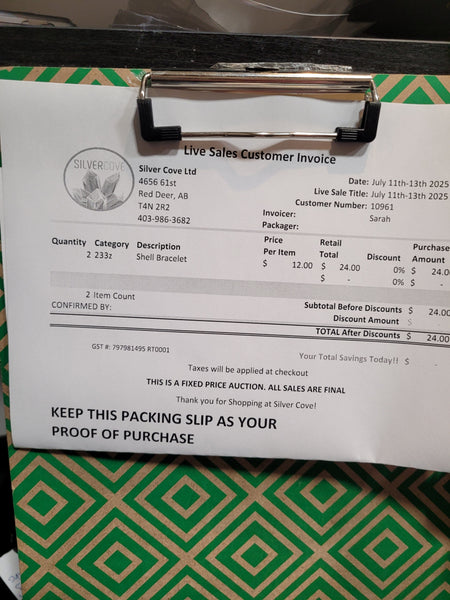 Live Sales Customer Invoice
SILVERCOVE
Silver Cove Ltd
4656 61st
Red Deer, AB
T4N 2R2
403-986-3682
Date: July 11th-13th 2025
Live Sale Title: July 11th-13th 2025
Customer Number: 10961
Invoicer: Sarah
Packager:
Quantity Category Description Price Per Item Retail Total Discount Purchase Amount
2 233z Shell Bracelet $ 12.00 $ 24.00 0% $ 24.0
$ - 0% $ -
2 Item Count
Subtotal Before Discounts $ 24.00
CONFIRMED BY:
Discount Amount $ -
TOTAL After Discounts $ 24.00
GST #: 797981495 RT0001
Your Total Savings Today!! $ -
Taxes will be applied at checkout
THIS IS A FIXED PRICE AUCTION. ALL SALES ARE FINAL
Thank you for Shopping at Silver Cove!
KEEP THIS PACKING SLIP AS YOUR
PROOF OF PURCHASE